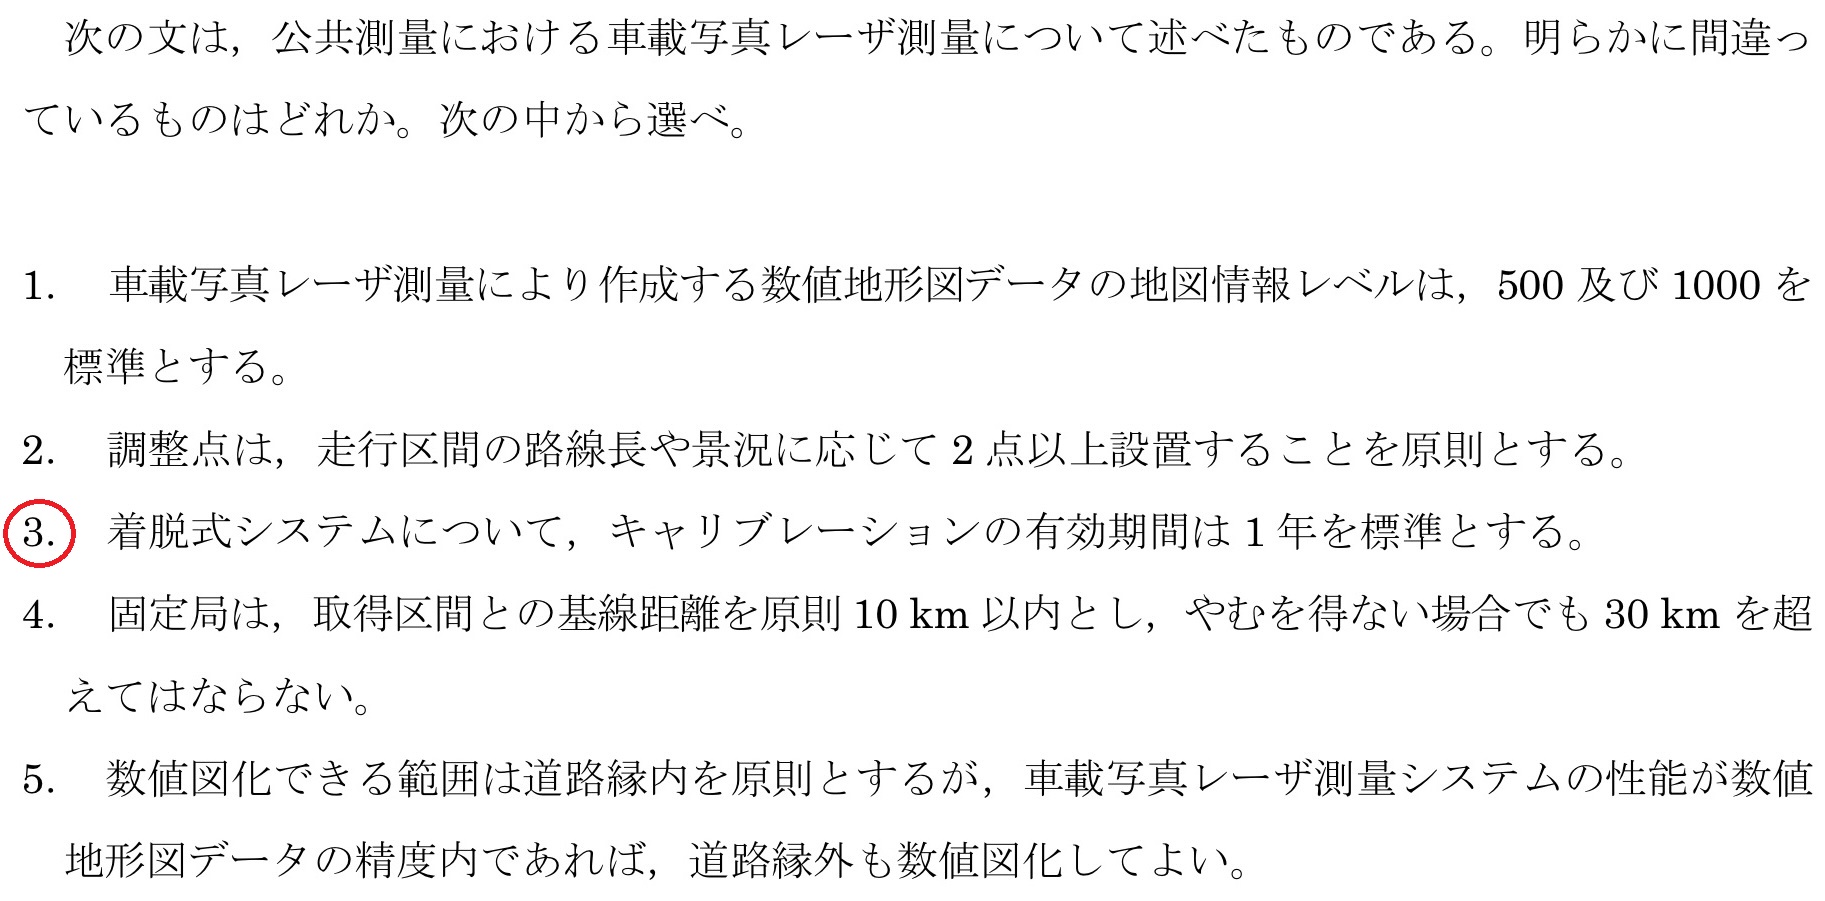 次の文は，公共測量における車載写真レーザ測量について述べたものである。明らかに間違っ
ているものはどれか。次の中から選べ。
1. 車載写真レーザ測量により作成する数値地形図データの地図情報レベルは，500 及び 1000 を
標準とする。
2. 調整点は，走行区間の路線長や景況に応じて 2 点以上設置することを原則とする。
3. 着脱式システムについて，キャリブレーションの有効期間は 1 年を標準とする。
4. 固定局は，取得区間との基線距離を原則 10 km 以内とし，やむを得ない場合でも 30 km を超
えてはならない。
5. 数値図化できる範囲は道路縁内を原則とするが，車載写真レーザ測量システムの性能が数値
地形図データの精度内であれば，道路縁外も数値図化してよい。